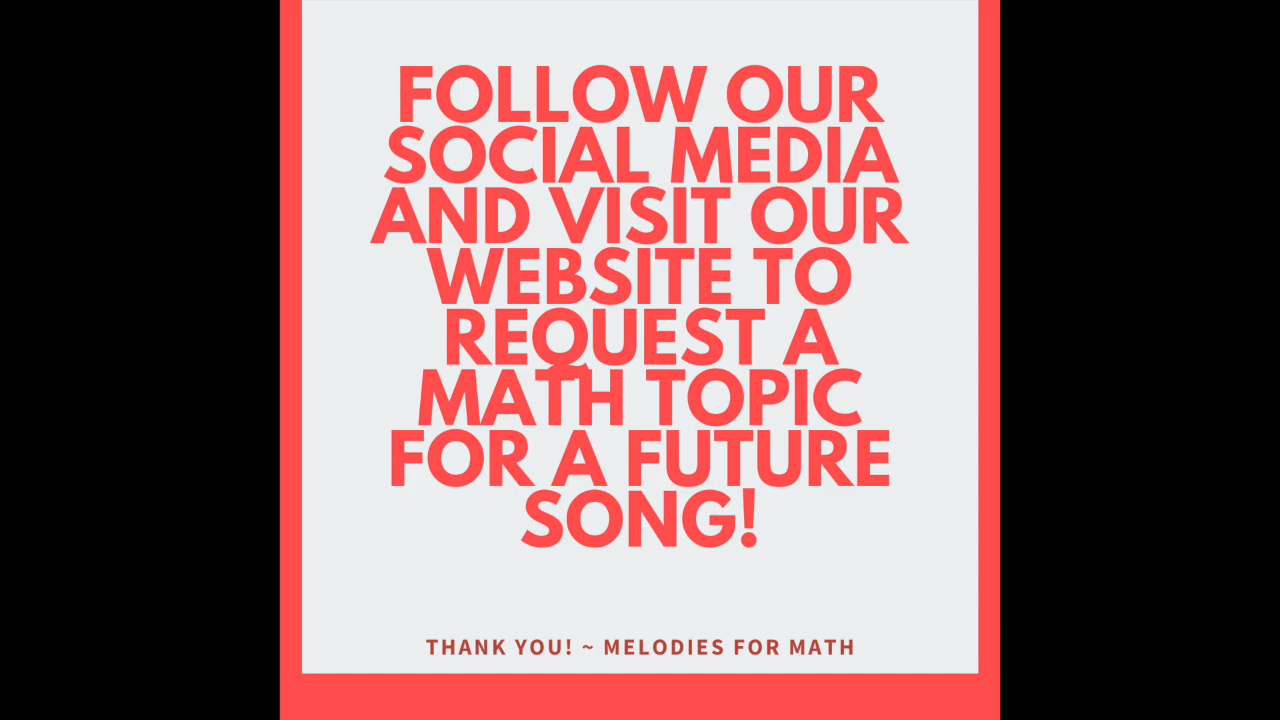 FOLLOW OUR
SOCIAL MEDIA
AND VISIT OUR
WEBSITE TO
REQUEST A
MATH TOPIC
FOR A FUTURE
SONG!
THANK YOU! ~ MELODIES FOR MATH